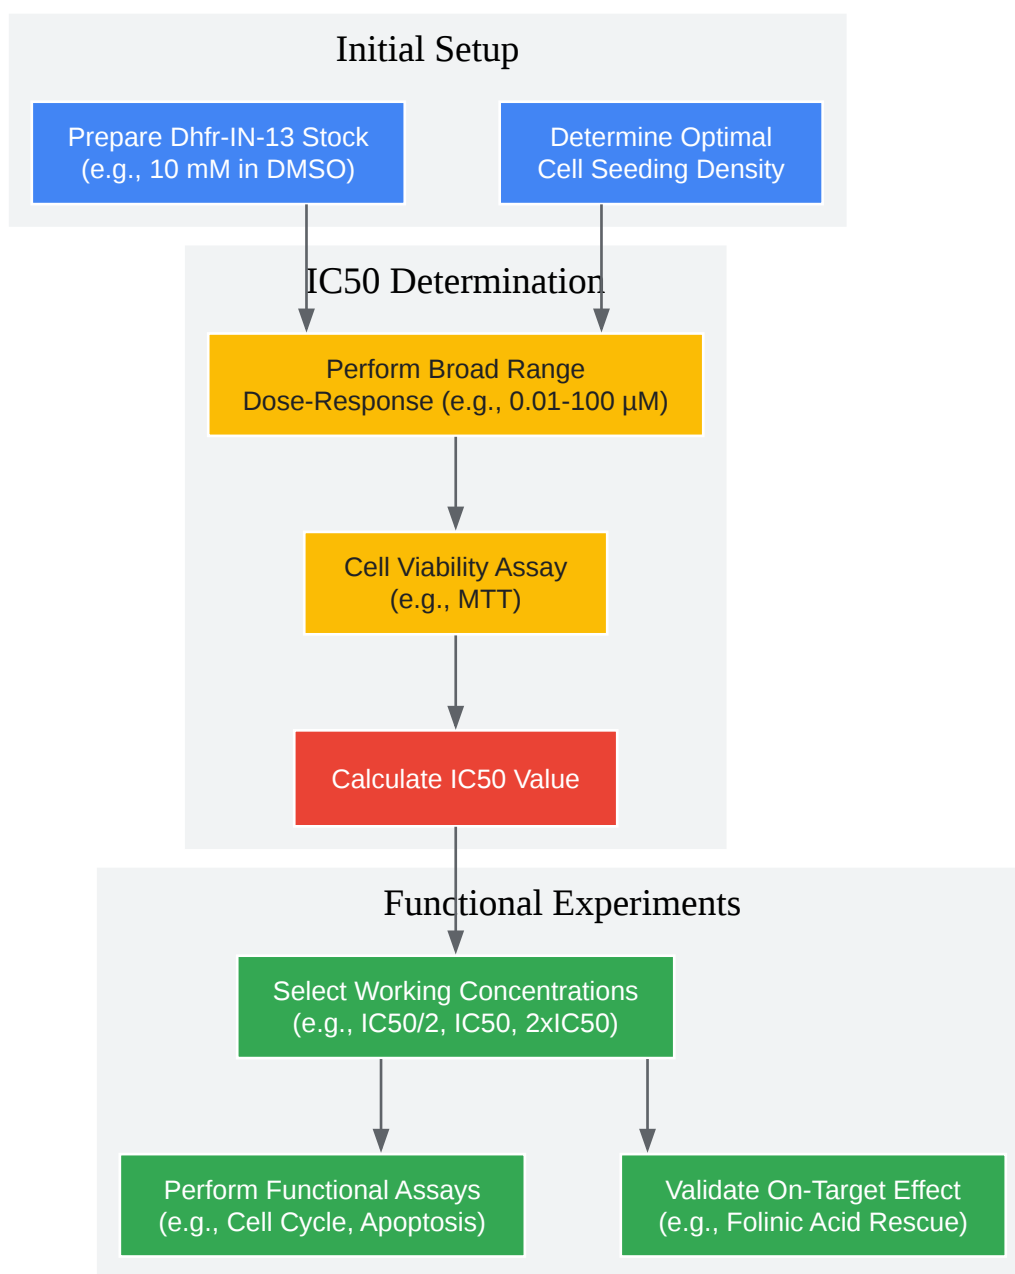 Initial Setup
Prepare Dhfr-IN-13 Stock
(e.g., 10 mM in DMSO)
Determine Optimal
Cell Seeding Density
IC50 Determination
Perform Broad Range
Dose-Response (e.g., 0.01-100 µM)
Cell Viability Assay
(e.g., MTT)
Calculate IC50 Value
Functional Experiments
Select Working Concentrations
(e.g., IC50/2, IC50, 2xIC50)
Perform Functional Assays
(e.g., Cell Cycle, Apoptosis)
Validate On-Target Effect
(e.g., Folinic Acid Rescue)